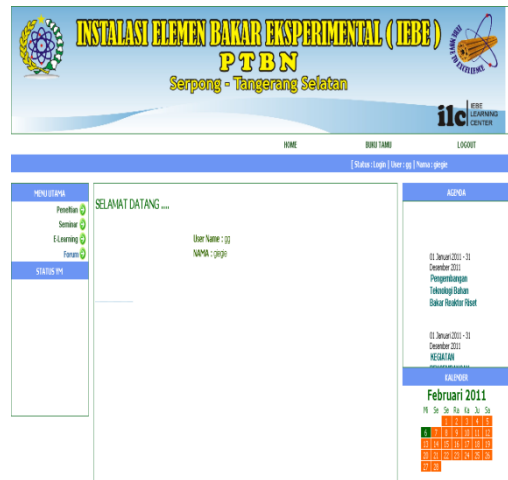 INSTALASI ELEMEN BAKAR EKSPERIMENTAL ( IEBE )
PTBN
Serpong - Tangerang Selatan
ilc IEBE LEARNING CENTER
HOME BUKU TAMU LOGOUT
[ Status : Login ] User : gg ] Nama : giegie
MENU UTAMA
Penelitian
Seminar
E-Learning
Forum
STATUS YM
SELAMAT DATANG ....
User Name : gg
NAMA : giegie
AGENDA
01 Januari 2011 - 31
Desember 2011
Pengembangan
Teknologi Bahan
Bakar Reaktor Riset
01 Januari 2011 - 31
Desember 2011
KEGIATAN
KALENDER
Februari 2011
Mi Se Se Ra Ka Ju Sa
1 2 3 4 5
6 7 8 9 10 11 12
13 14 15 16 17 18 19
20 21 22 23 24 25 26
27 28